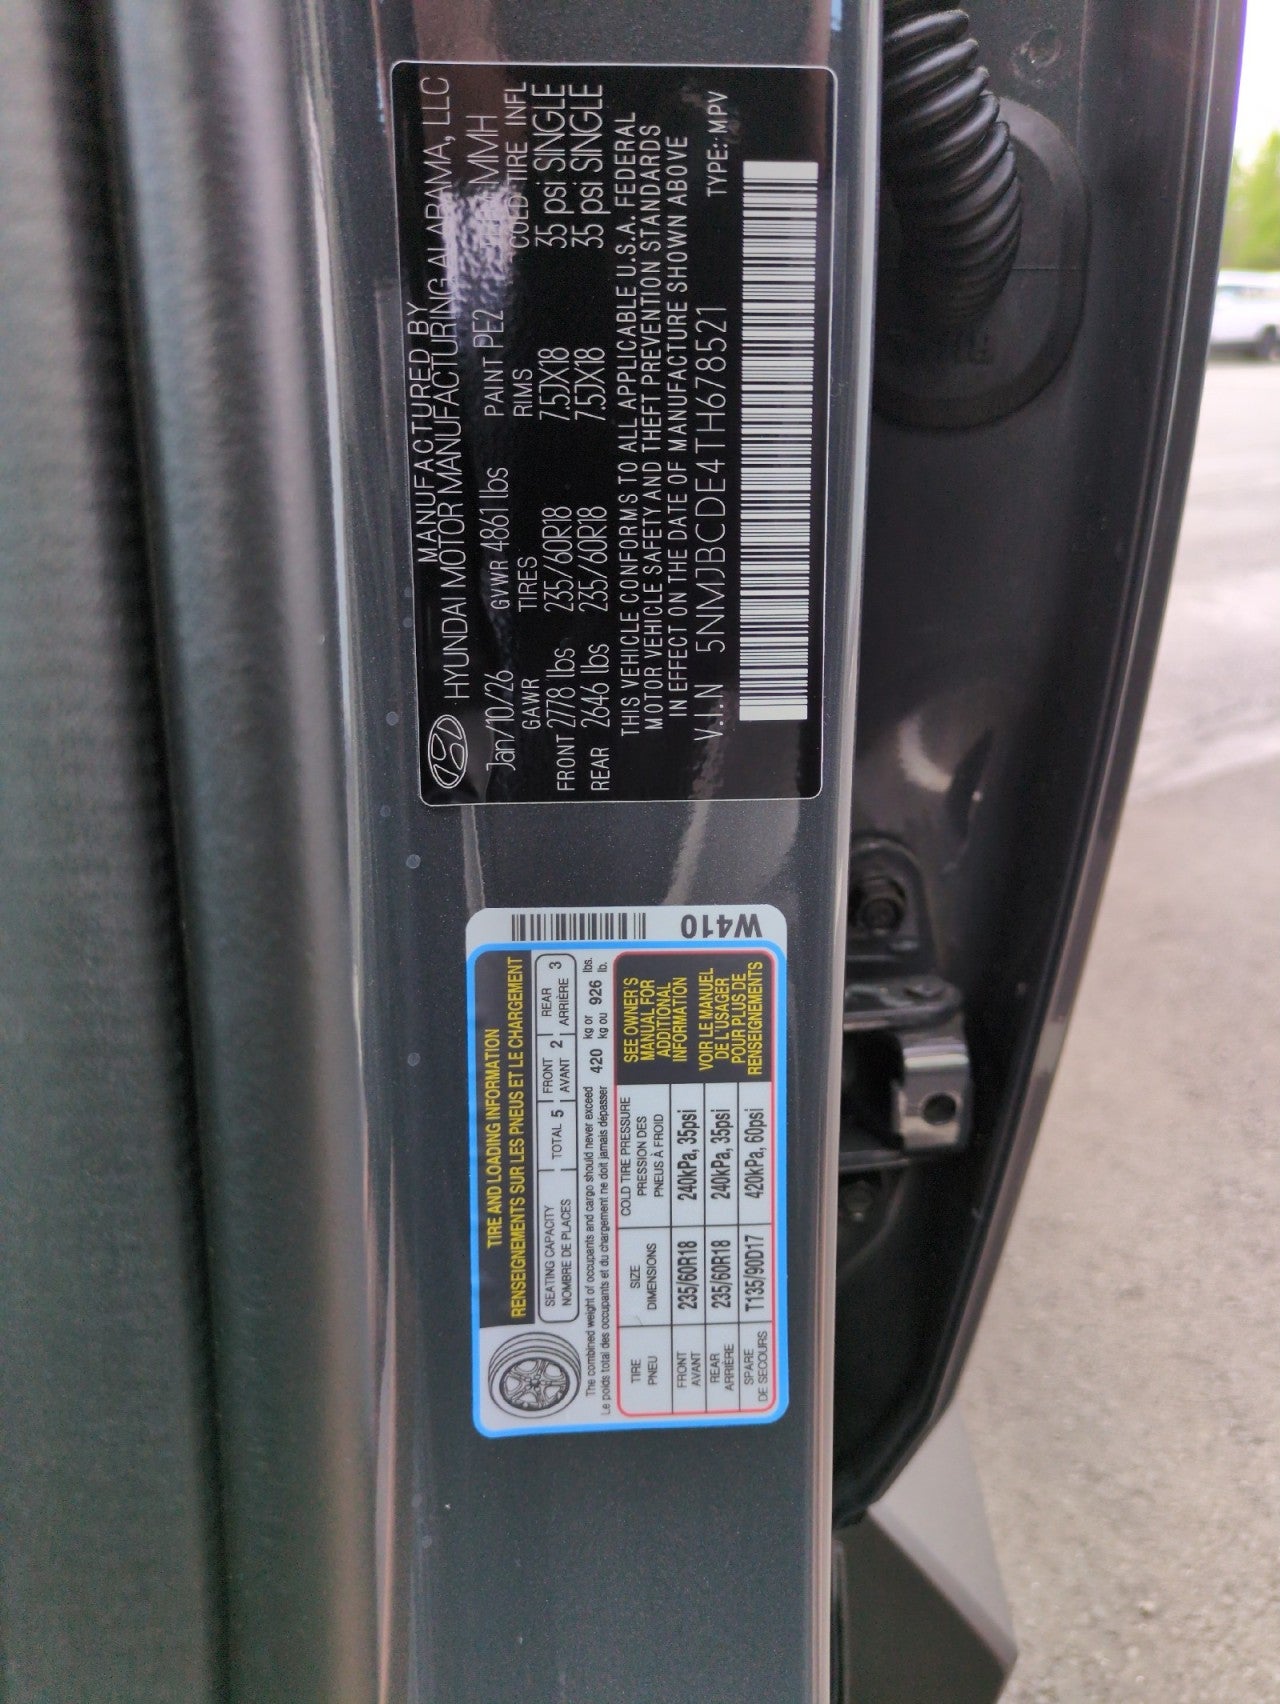 MANUFACTURED BY
HYUNDAI MOTOR MANUFACTURING ALABAMA, LLC
Jan/10/26 GVWR 4861 lbs PAINT PE2 MMH
GAWR TIRES RIMS COLD TIRE INFL
FRONT 2778 lbs 235/60R18 7.5JX18 35 psi SINGLE
REAR 2646 lbs 235/60R18 7.5JX18 35 psi SINGLE
THIS VEHICLE CONFORMS TO ALL APPLICABLE U.S.A. FEDERAL
MOTOR VEHICLE SAFETY AND THEFT PREVENTION STANDARDS
IN EFFECT ON THE DATE OF MANUFACTURE SHOWN ABOVE
V.I.N 5NMJBCDE4TH678521 TYPE: MPV
TIRE AND LOADING INFORMATION
RENSEIGNEMENTS SUR LES PNEUS ET LE CHARGEMENT
SEATING CAPACITY TOTAL 5 FRONT 2 REAR 3
NOMBRE DE PLACES AVANT ARRIÈRE
The combined weight of occupants and cargo should never exceed 420 kg or 926 lbs.
Le poids total des occupants et du chargement ne doit jamais dépasser kg ou lb.
TIRE SIZE COLD TIRE PRESSURE
PNEU DIMENSIONS PRESSION DES
PNEUS À FROID
FRONT 235/60R18 240kPa, 35psi
AVANT
REAR 235/60R18 240kPa, 35psi
ARRIÈRE
SPARE T135/90D17 420kPa, 60psi
DE SECOURS
SEE OWNER'S
MANUAL FOR
ADDITIONAL
INFORMATION
VOIR LE MANUEL
DE L'USAGER
POUR PLUS DE
RENSEIGNEMENTS
W410